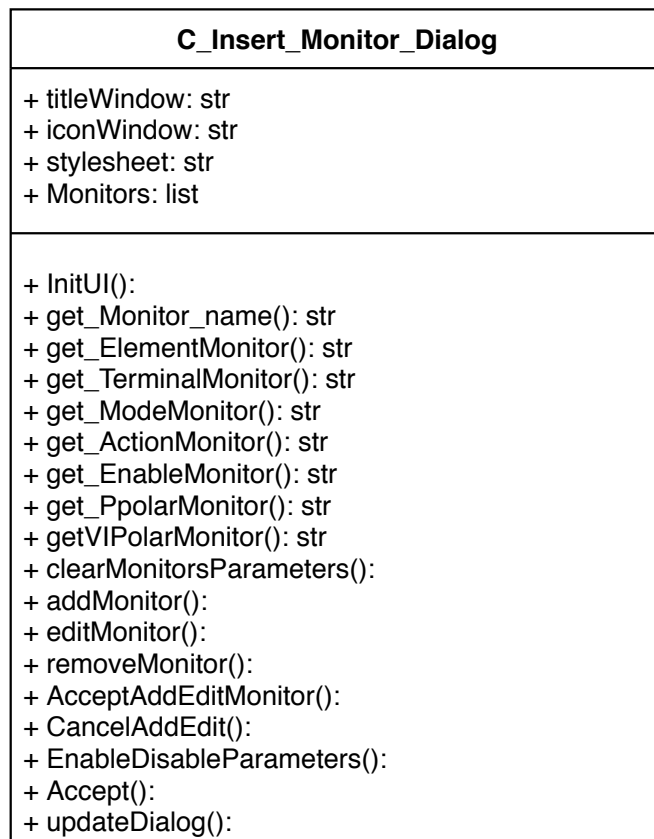 C_Insert_Monitor_Dialog
+ titleWindow: str
+ iconWindow: str
+ stylesheet: str
+ Monitors: list
+ InitUI():
+ get_Monitor_name(): str
+ get_ElementMonitor(): str
+ get_TerminalMonitor(): str
+ get_ModeMonitor(): str
+ get_ActionMonitor(): str
+ get_EnableMonitor(): str
+ get_PpolarMonitor(): str
+ getVIPolarMonitor(): str
+ clearMonitorsParameters():
+ addMonitor():
+ editMonitor():
+ removeMonitor():
+ AcceptAddEditMonitor():
+ CancelAddEdit():
+ EnableDisableParameters():
+ Accept():
+ updateDialog():